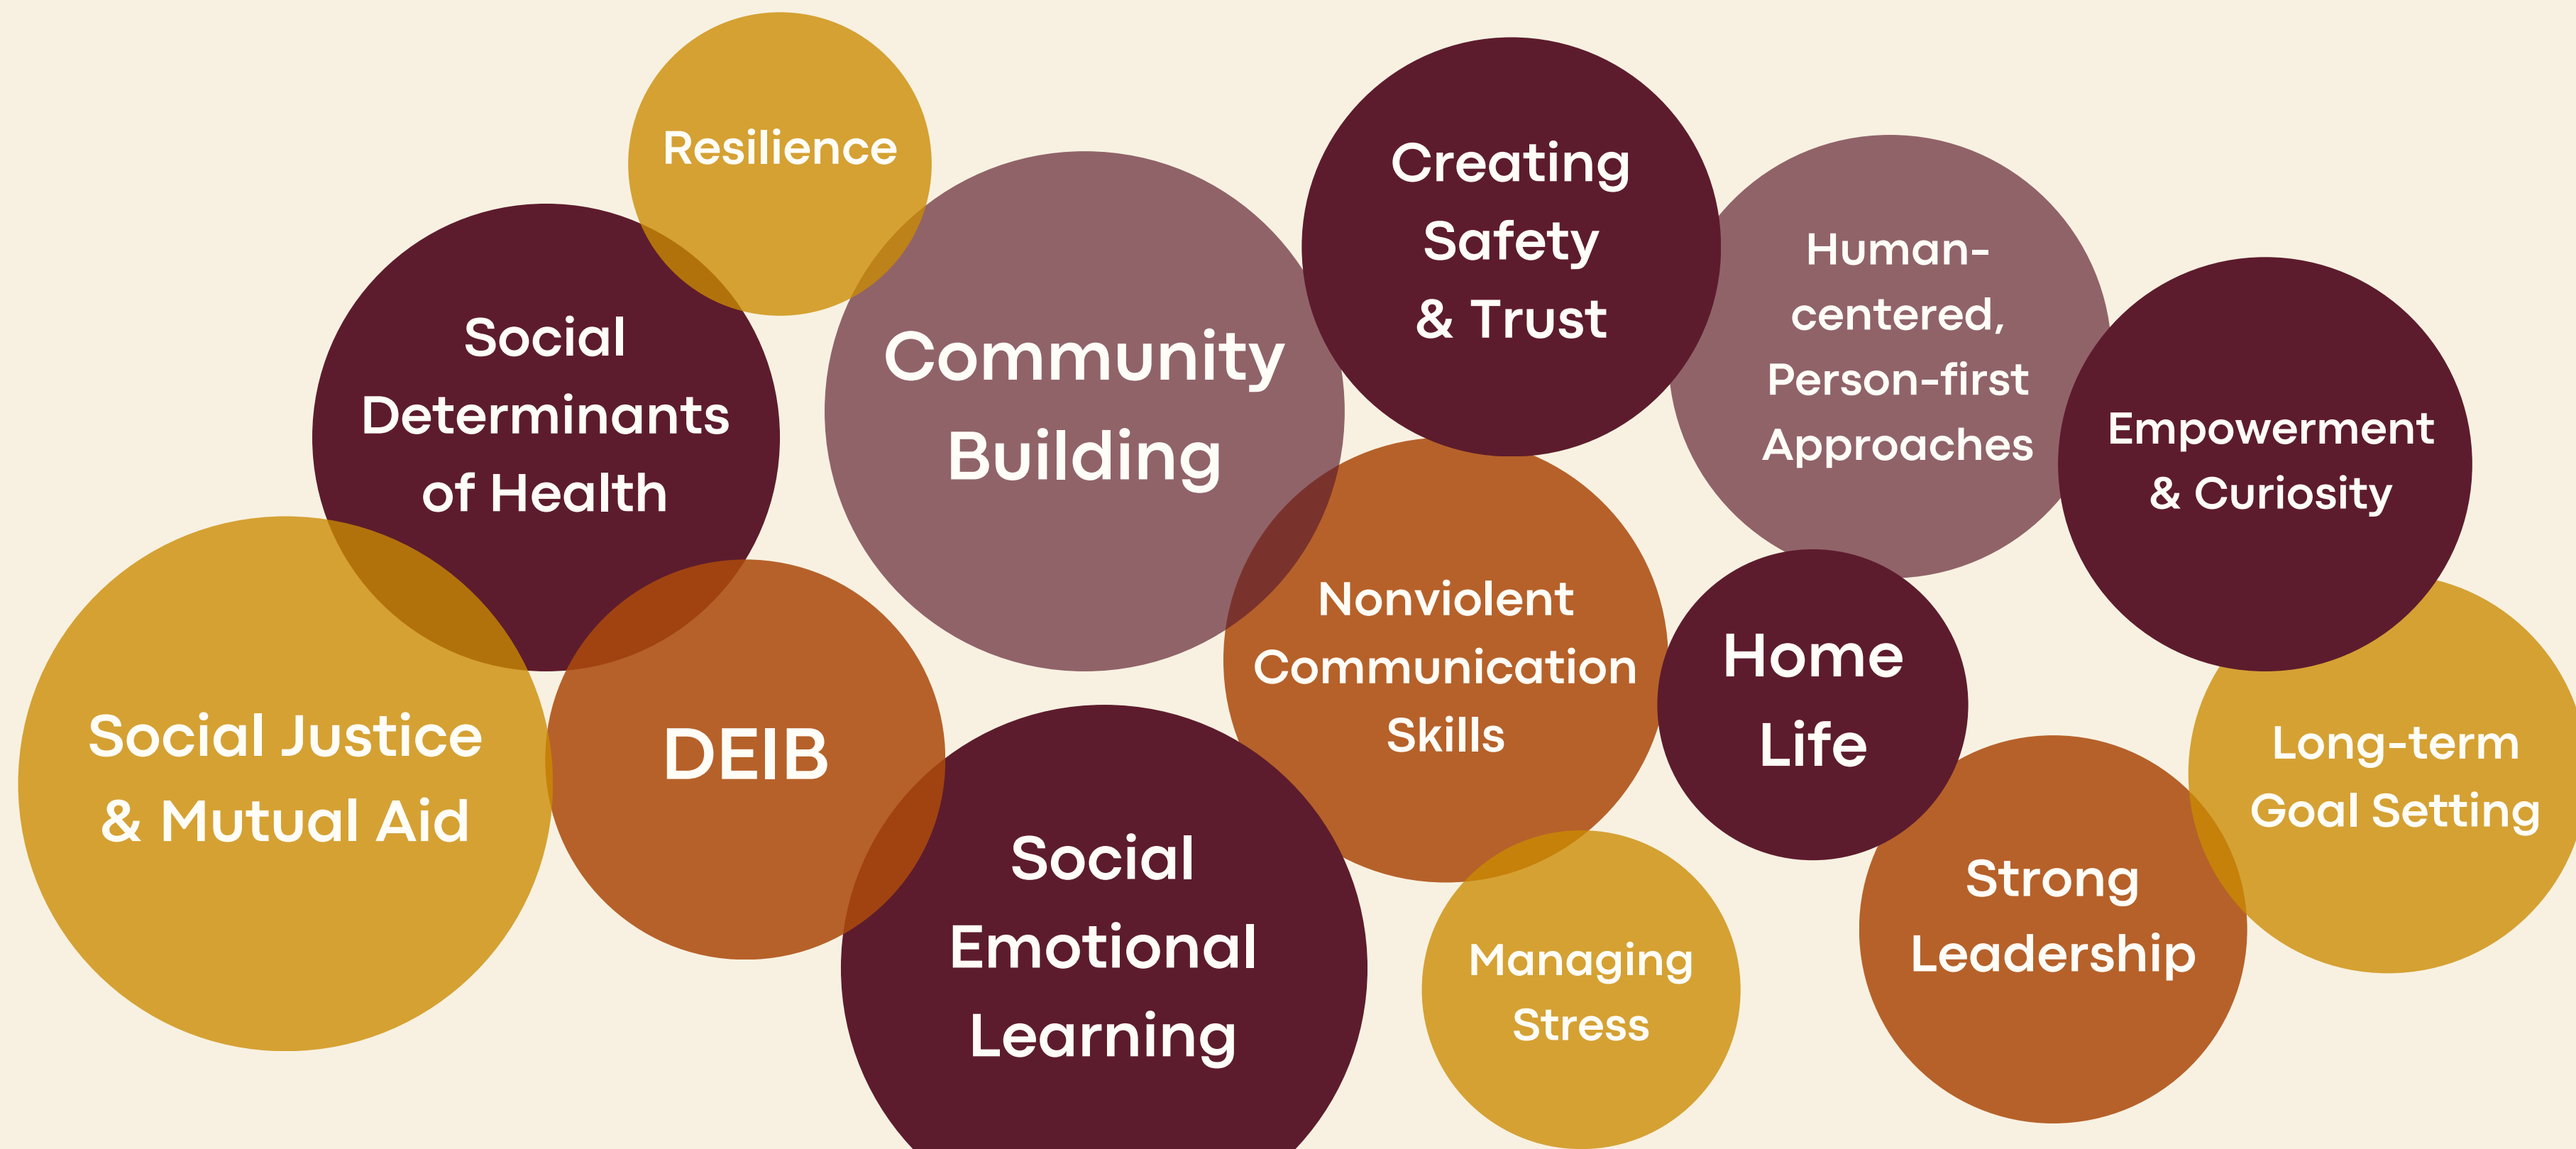 Resilience
Creating
Safety
& Trust
Human-
centered,
Person-first
Approaches
Social
Determinants
of Health
Community
Building
Empowerment
& Curiosity
Nonviolent
Communication
Skills
Home
Life
Social Justice
& Mutual Aid
DEIB
Long-term
Goal Setting
Social
Emotional
Learning
Strong
Leadership
Managing
Stress